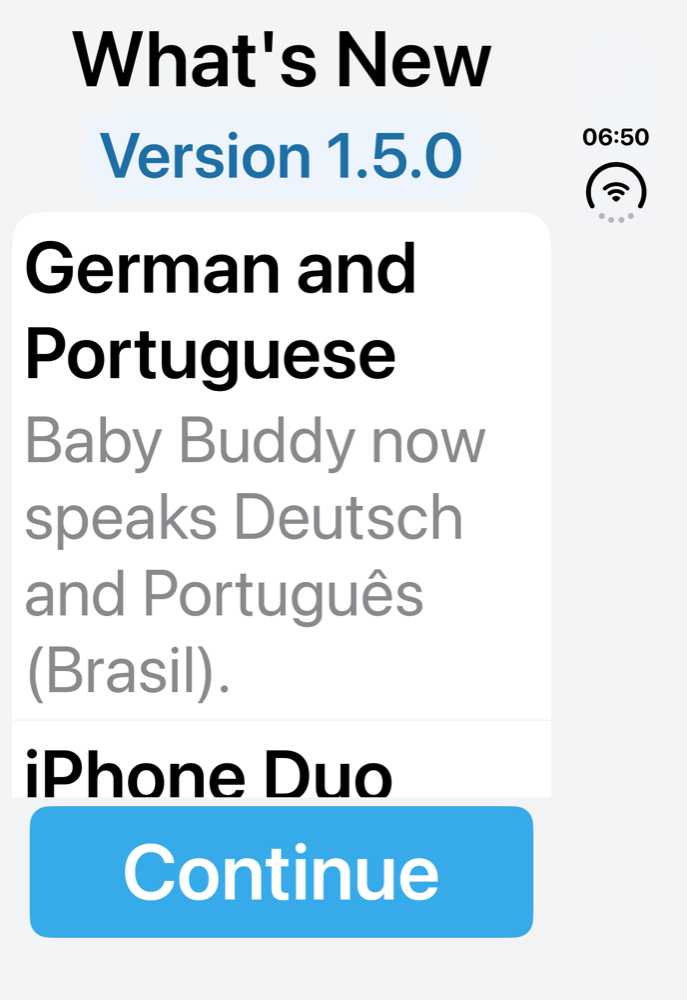 What's New
Version 1.5.0
06:50
German and
Portuguese
Baby Buddy now
speaks Deutsch
and Português
(Brasil).
iPhone Duo
Continue